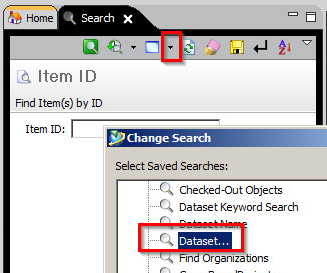 Home Search
Item ID
Find Item(s) by ID
Item ID:
Change Search
Select Saved Searches:
Checked-Out Objects
Dataset Keyword Search
Dataset Name
Dataset...
Find Organizations